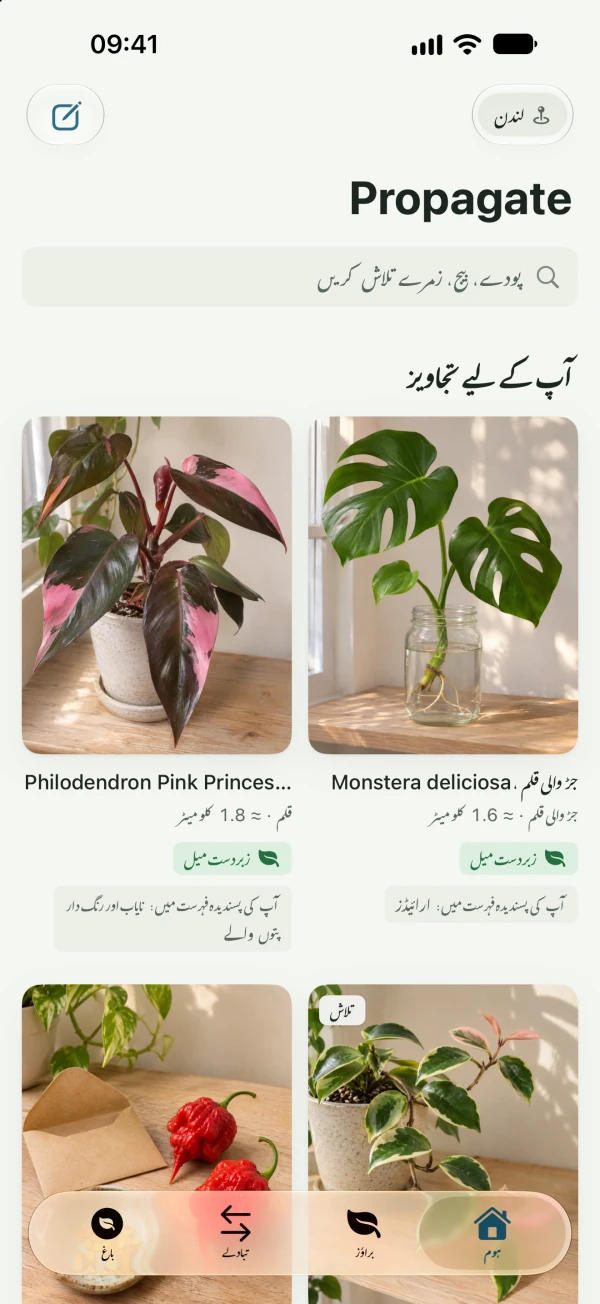 09:41
لندن
Propagate
پودے، بیج، زمرے تلاش کریں
آپ کے لیے تجاویز
Monstera deliciosa، جڑ والی قلم
جڑ والی قلم · ≈ 1.6 کلومیٹر
زبردست میل
آپ کی پسندیدہ فہرست میں: ارائیڈز
Philodendron Pink Princes...
قلم · ≈ 1.8 کلومیٹر
زبردست میل
آپ کی پسندیدہ فہرست میں: نایاب اور رنگ دار
پتوں والے
تلاش
ہوم
براؤز
تبادلے
باغ